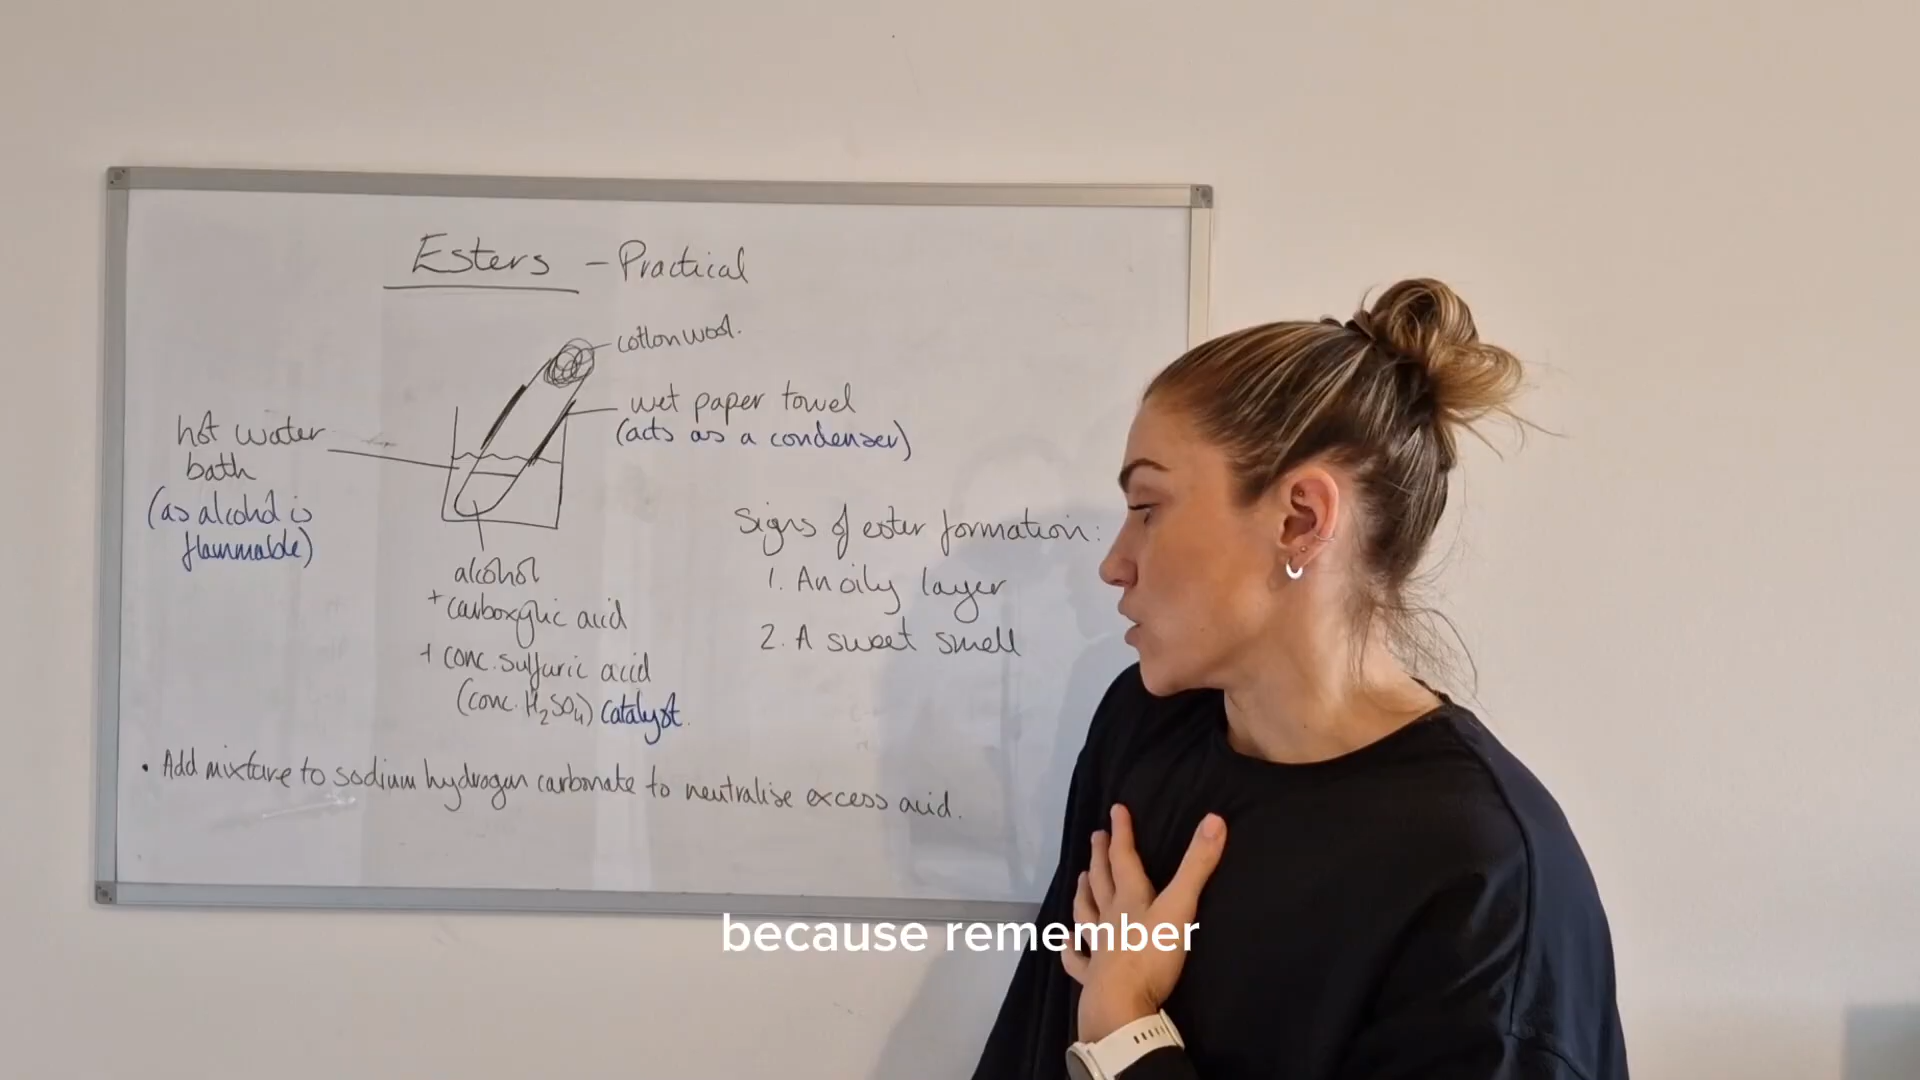 Esters - Practical
cotton wool.
wet paper towel
(acts as a condenser)
hot water
bath
(as alcohol is
flammable)
alcohol
+ carboxylic acid
+ conc. sulfuric acid
(conc. H₂SO₄) catalyst.
Signs of ester formation:
1. An oily layer
2. A sweet smell
• Add mixture to sodium hydrogen carbonate to neutralise excess acid.
because remember